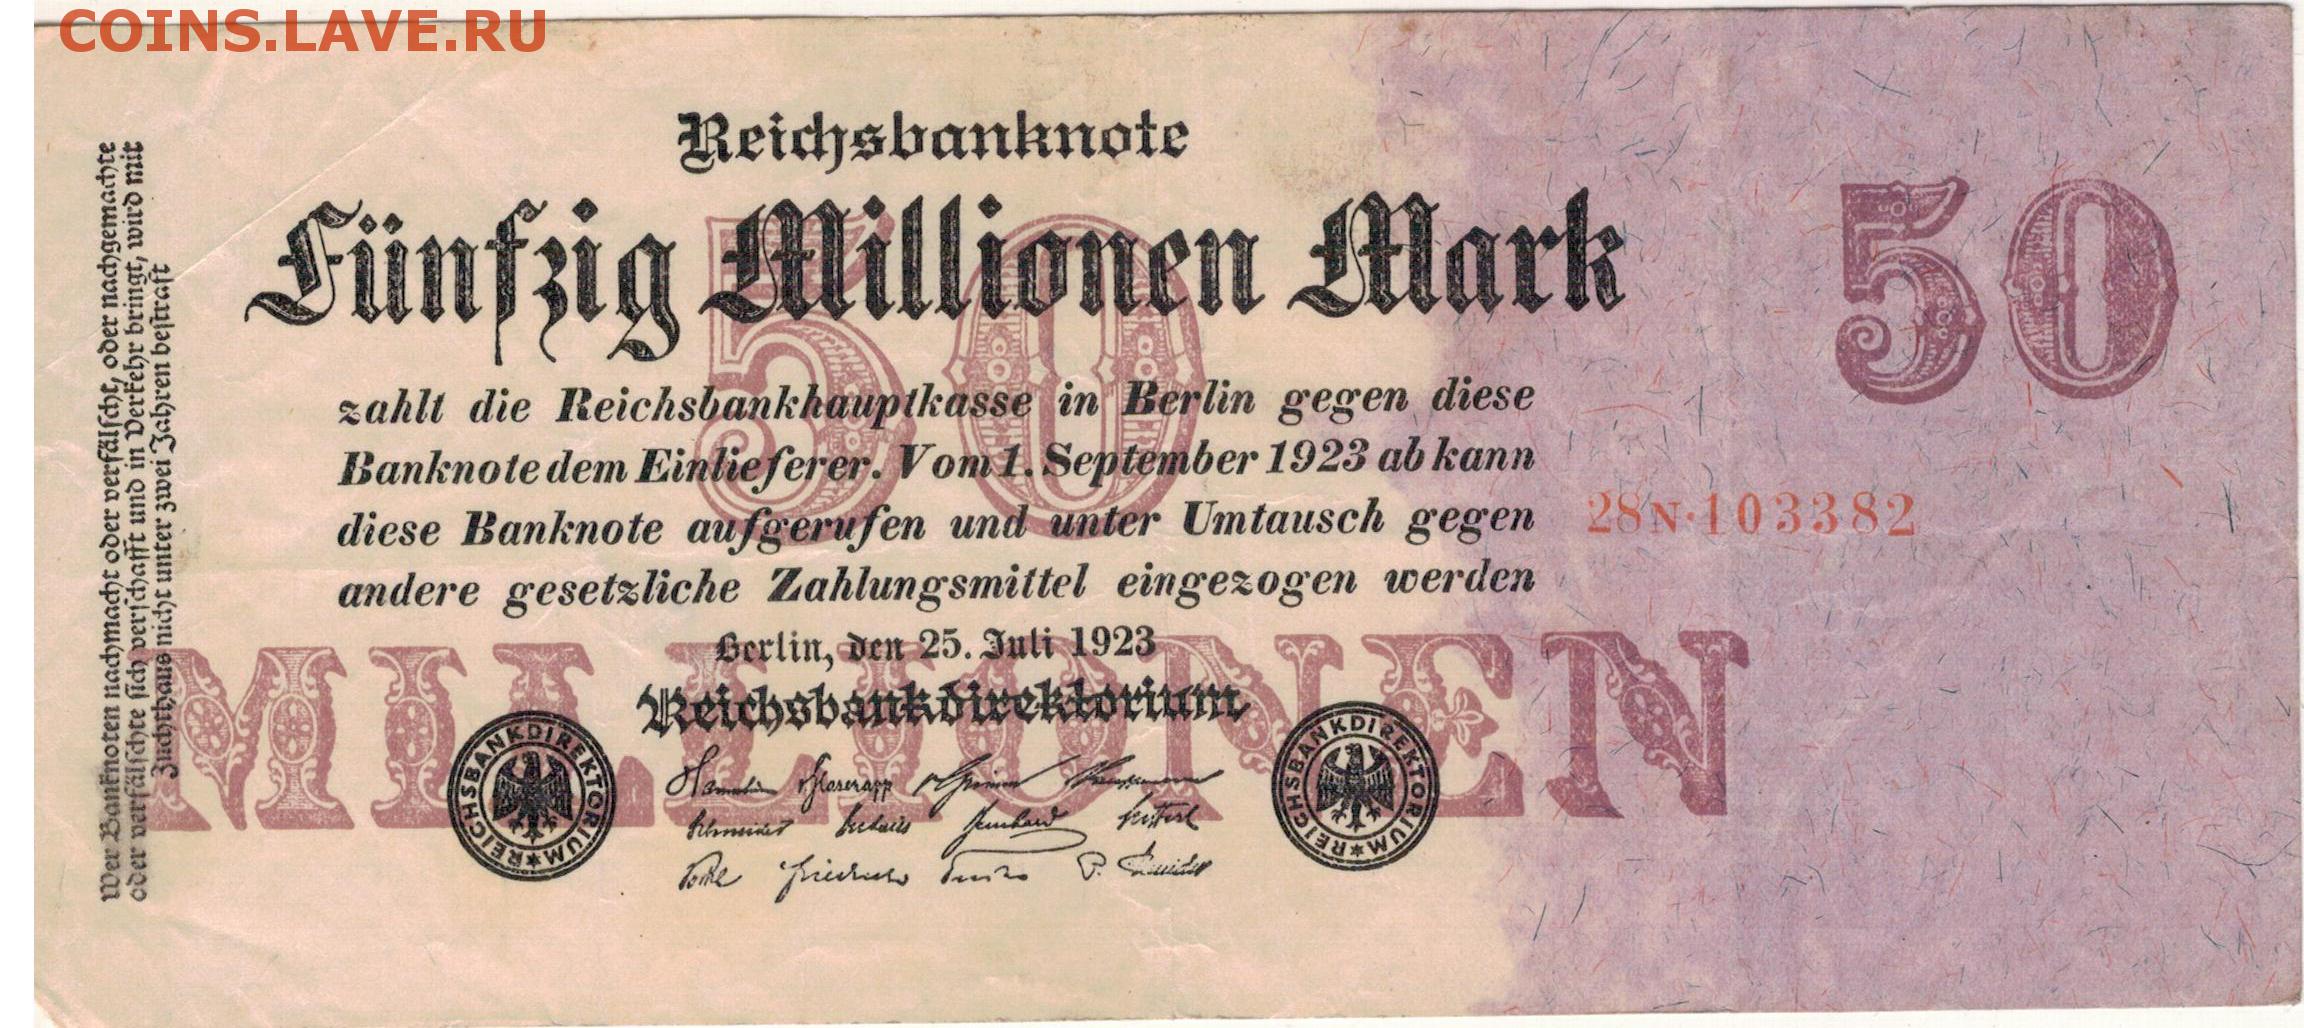 COINS.LAVE.RU
Reichsbanknote
Fünfzig Millionen Mark
50
50
zahlt die Reichsbankhauptkasse in Berlin gegen diese
Banknote dem Einlieferer. Vom 1. September 1923 ab kann
diese Banknote aufgerufen und unter Umtausch gegen
andere gesetzliche Zahlungsmittel eingezogen werden
28N·103382
Berlin, den 25. Juli 1923
MILLIONEN
Reichsbankdirektorium
REICHSBANKDIREKTORIUM
REICHSBANKDIREKTORIUM
Wer Banknoten nachmacht oder verfälscht, oder nachgemachte
oder verfälschte sich verschafft und in Verkehr bringt, wird mit
Zuchthaus nicht unter zwei Jahren bestraft